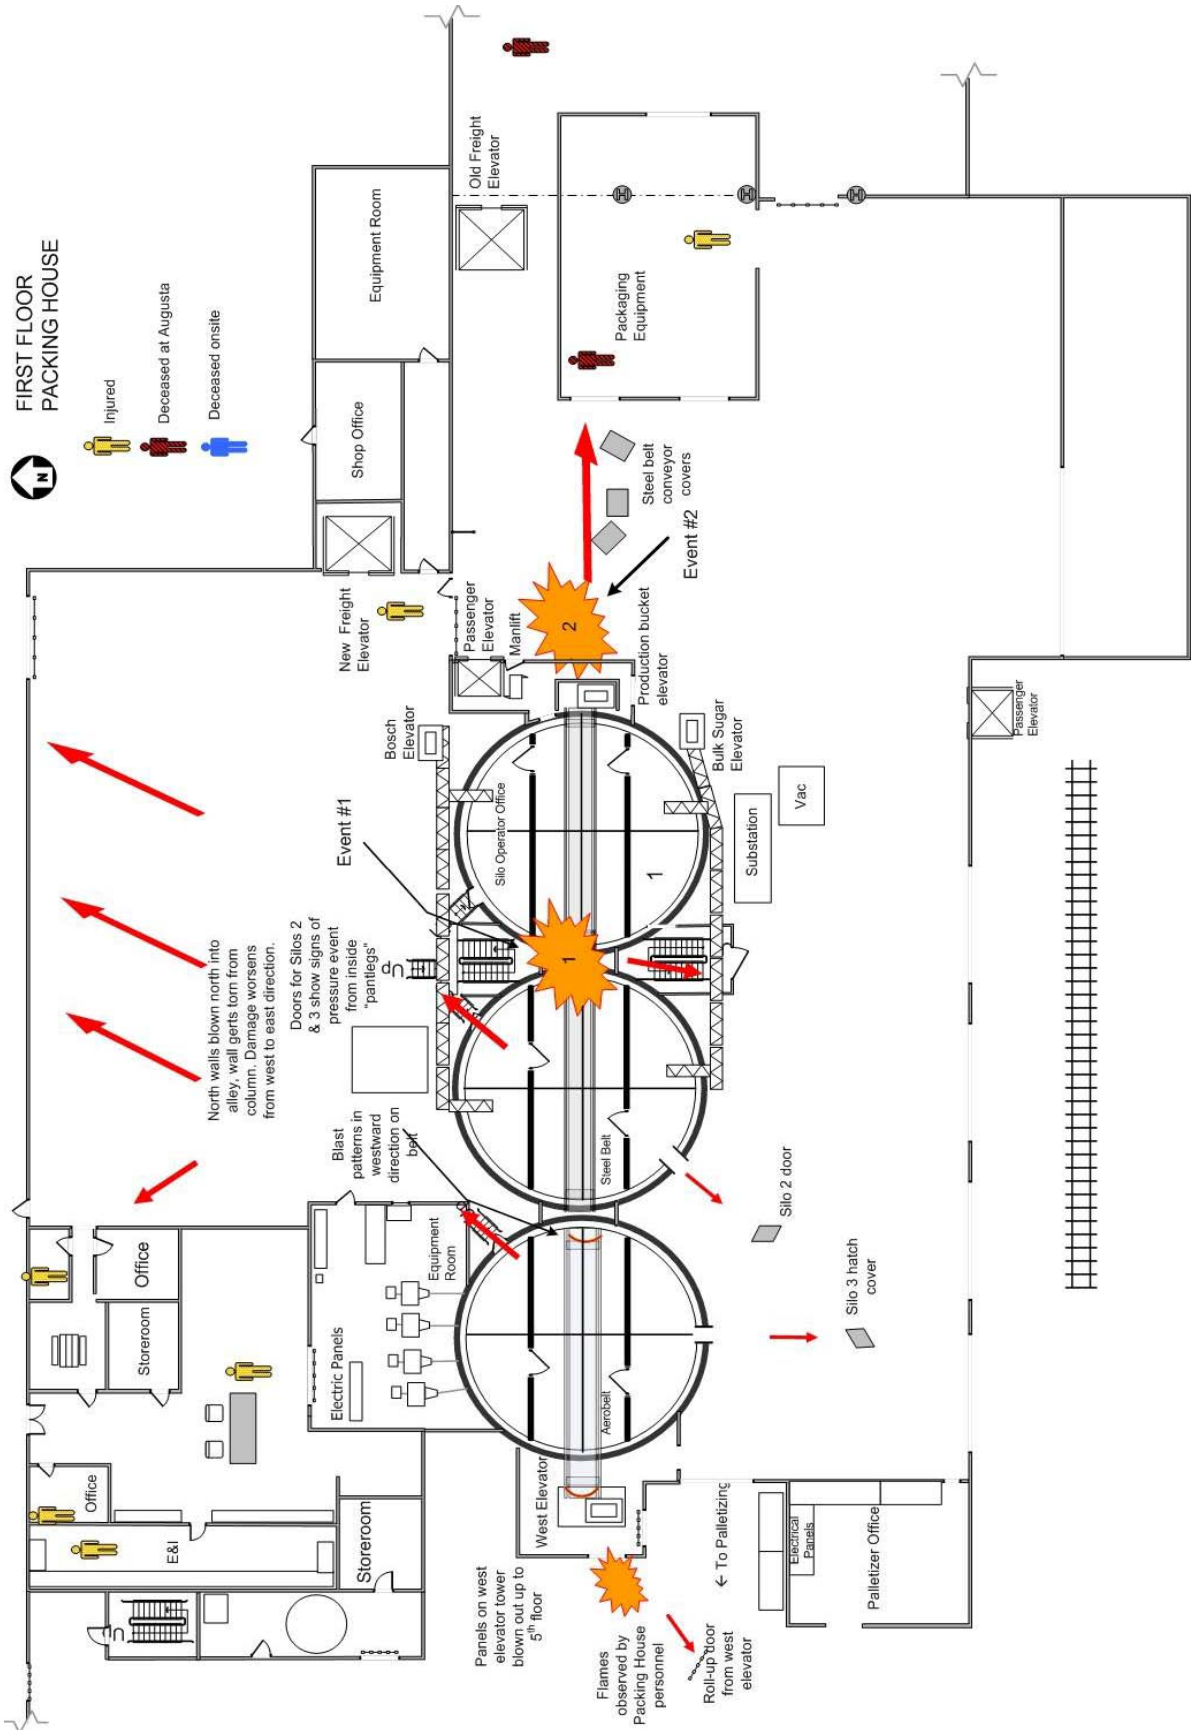 FIRST FLOOR
PACKING HOUSE
N
Injured
Deceased at Augusta
Deceased onsite
Equipment Room
Shop Office
Old Freight
Elevator
New Freight
Elevator
Passenger
Elevator
Manlift
Packaging
Equipment
Steel belt
conveyor
covers
Event #2
2
Production bucket
elevator
Bosch
Elevator
Bulk Sugar
Elevator
Event #1
Silo Operator Office
1
1
Substation
Vac
Passenger
Elevator
North walls blown north into
alley, wall gerts torn from
column. Damage worsens
from west to east direction.
Doors for Silos 2
& 3 show signs of
pressure event
from inside
"pantlegs"
Up
Blast
patterns in
westward
direction on
belt
Steel Belt
Silo 2 door
Silo 3 hatch
cover
Office
Storeroom
Equipment
Room
Electric Panels
Aerobelt
Office
E&I
Storeroom
Up
West Elevator
Panels on west
elevator tower
blown out up to
5th floor
Flames
observed by
Packing House
personnel
Roll-up door
from west
elevator
← To Palletizing
Electrical
Panels
Palletizer Office